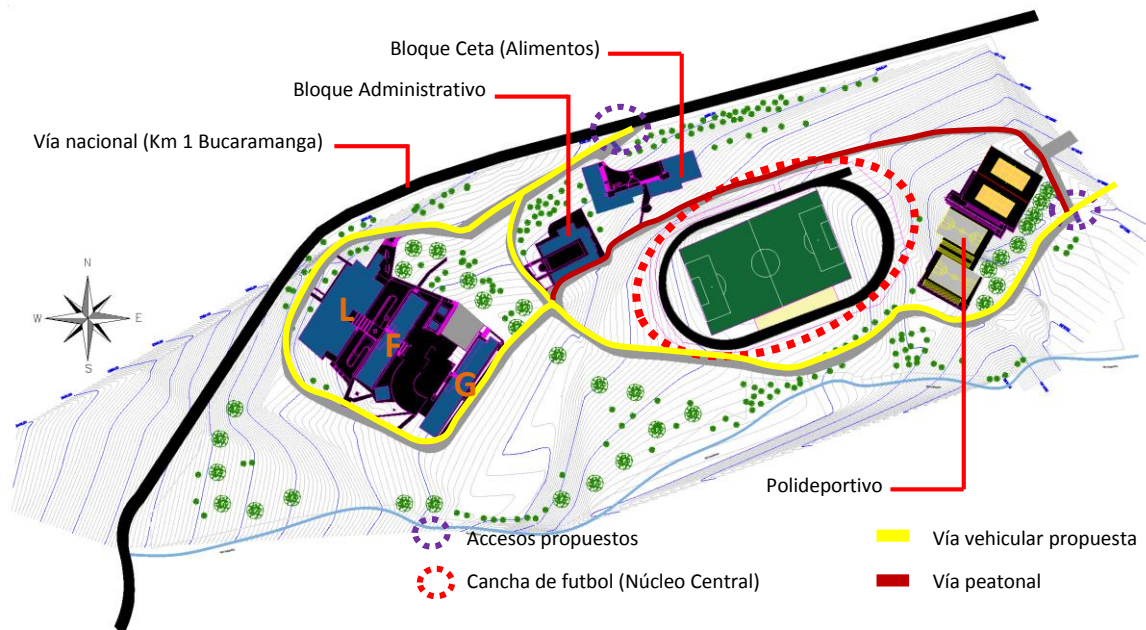 Bloque Ceta (Alimentos)
Bloque Administrativo
Vía nacional (Km 1 Bucaramanga)
N
W
E
S
L
F
G
Polideportivo
Accesos propuestos
Vía vehicular propuesta
Cancha de futbol (Núcleo Central)
Vía peatonal